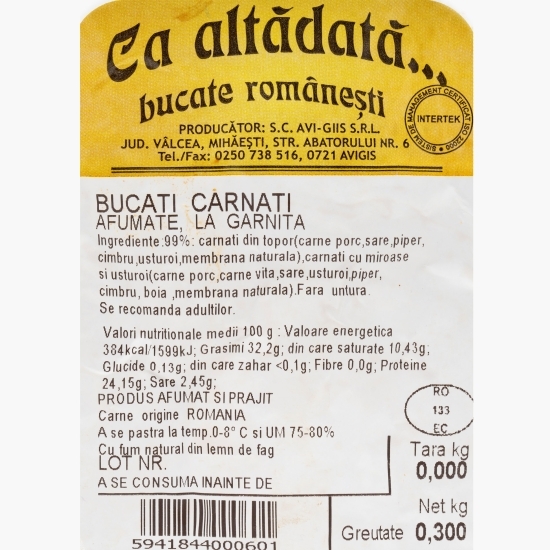 Ca altădată...
bucate românești
PRODUCĂTOR: S.C. AVI-GIIS S.R.L.
JUD. VÂLCEA, MIHĂEȘTI, STR. ABATORULUI NR. 6
Tel./Fax: 0250 738 516, 0721 AVIGIS
SISTEM DE MANAGEMENT CERTIFICAT ISO 22000
INTERTEK
BUCATI CARNATI
AFUMATE, LA GARNITA
Ingrediente:99%: carnati din topor(carne porc,sare,piper,
cimbru,usturoi,membrana naturala),carnati cu miroase
si usturoi(carne porc,carne vita,sare,usturoi,piper,
cimbru, boia ,membrana naturala).Fara untura.
Se recomanda adultilor.
Valori nutritionale medii 100 g : Valoare energetica
384kcal/1599kJ; Grasimi 32,2g; din care saturate 10,43g,
Glucide 0,13g; din care zahar <0,1g; Fibre 0,0g; Proteine
24,15g; Sare 2,45g;
PRODUS AFUMAT SI PRAJIT
Carne origine ROMANIA
A se pastra la temp.0-8° C si UM 75-80%
Cu fum natural din lemn de fag
LOT NR.
A SE CONSUMA INAINTE DE
RO
133
EC
Tara kg
0,000
Net kg
Greutate 0,300
5941844000601